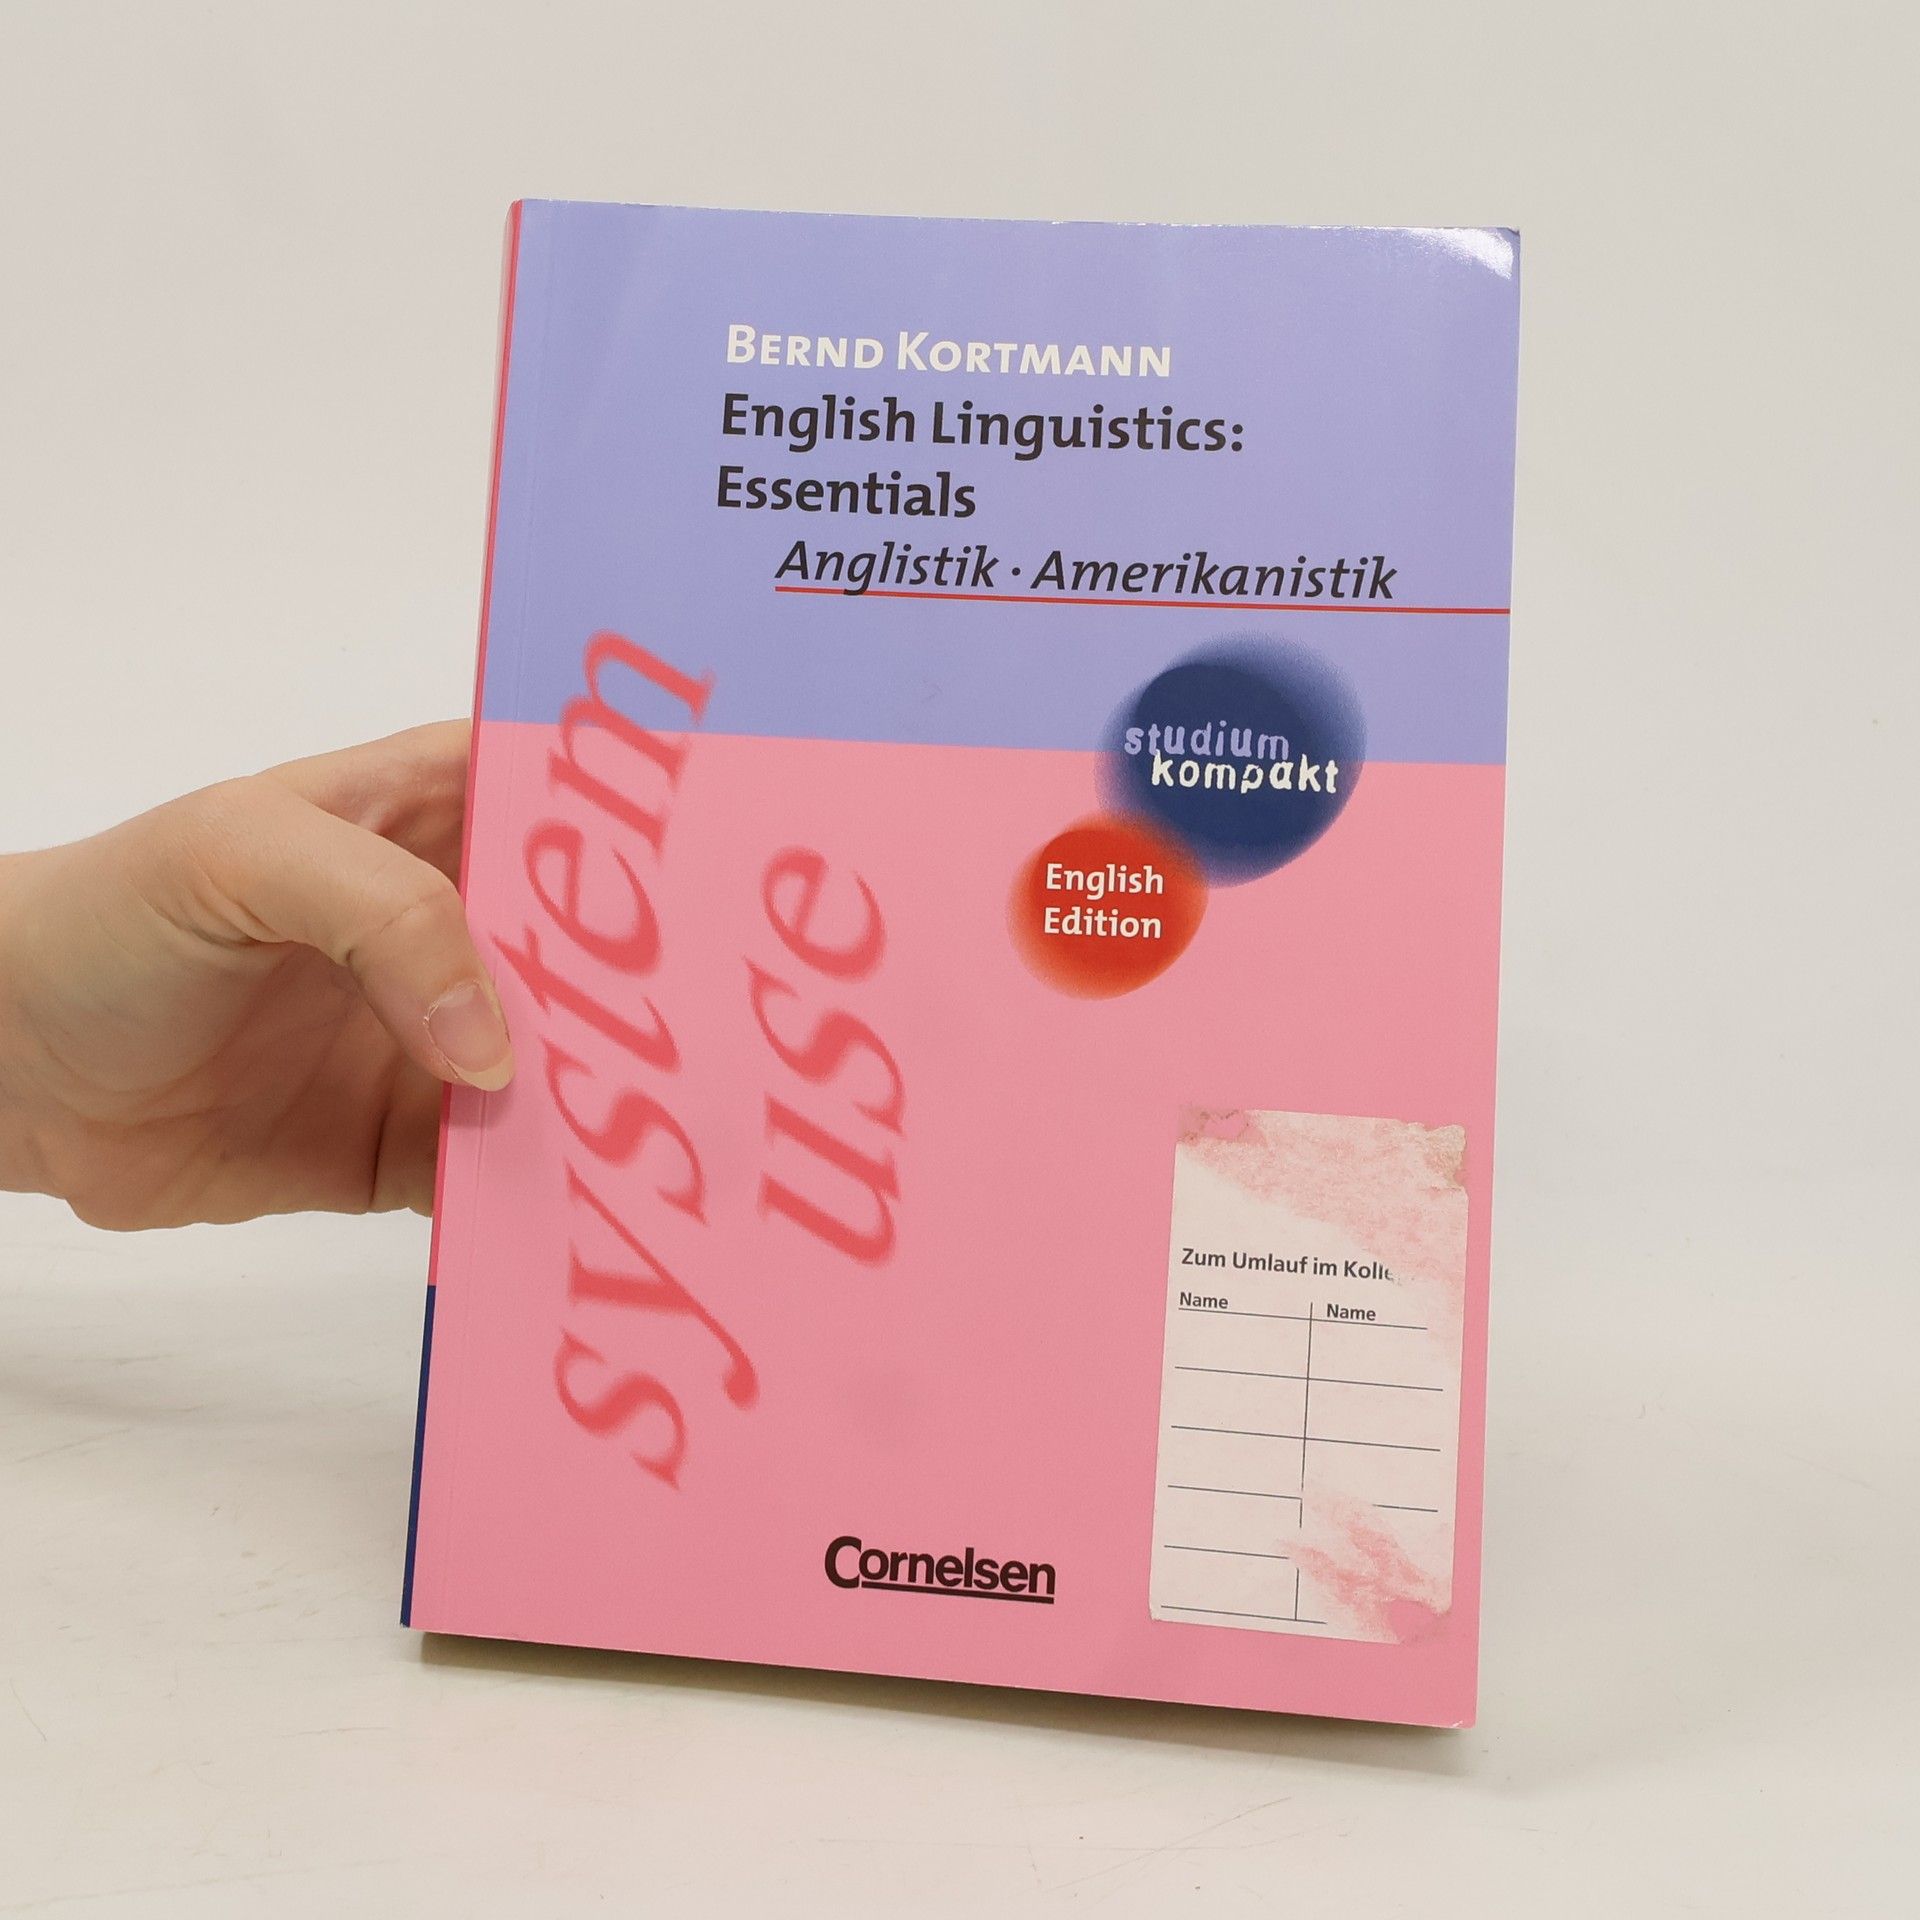 BERND KORTMANN
English Linguistics:
Essentials
Anglistik · Amerikanistik
studium
kompakt
English
Edition
system
use
Zum Umlauf im
Name Name
Cornelsen